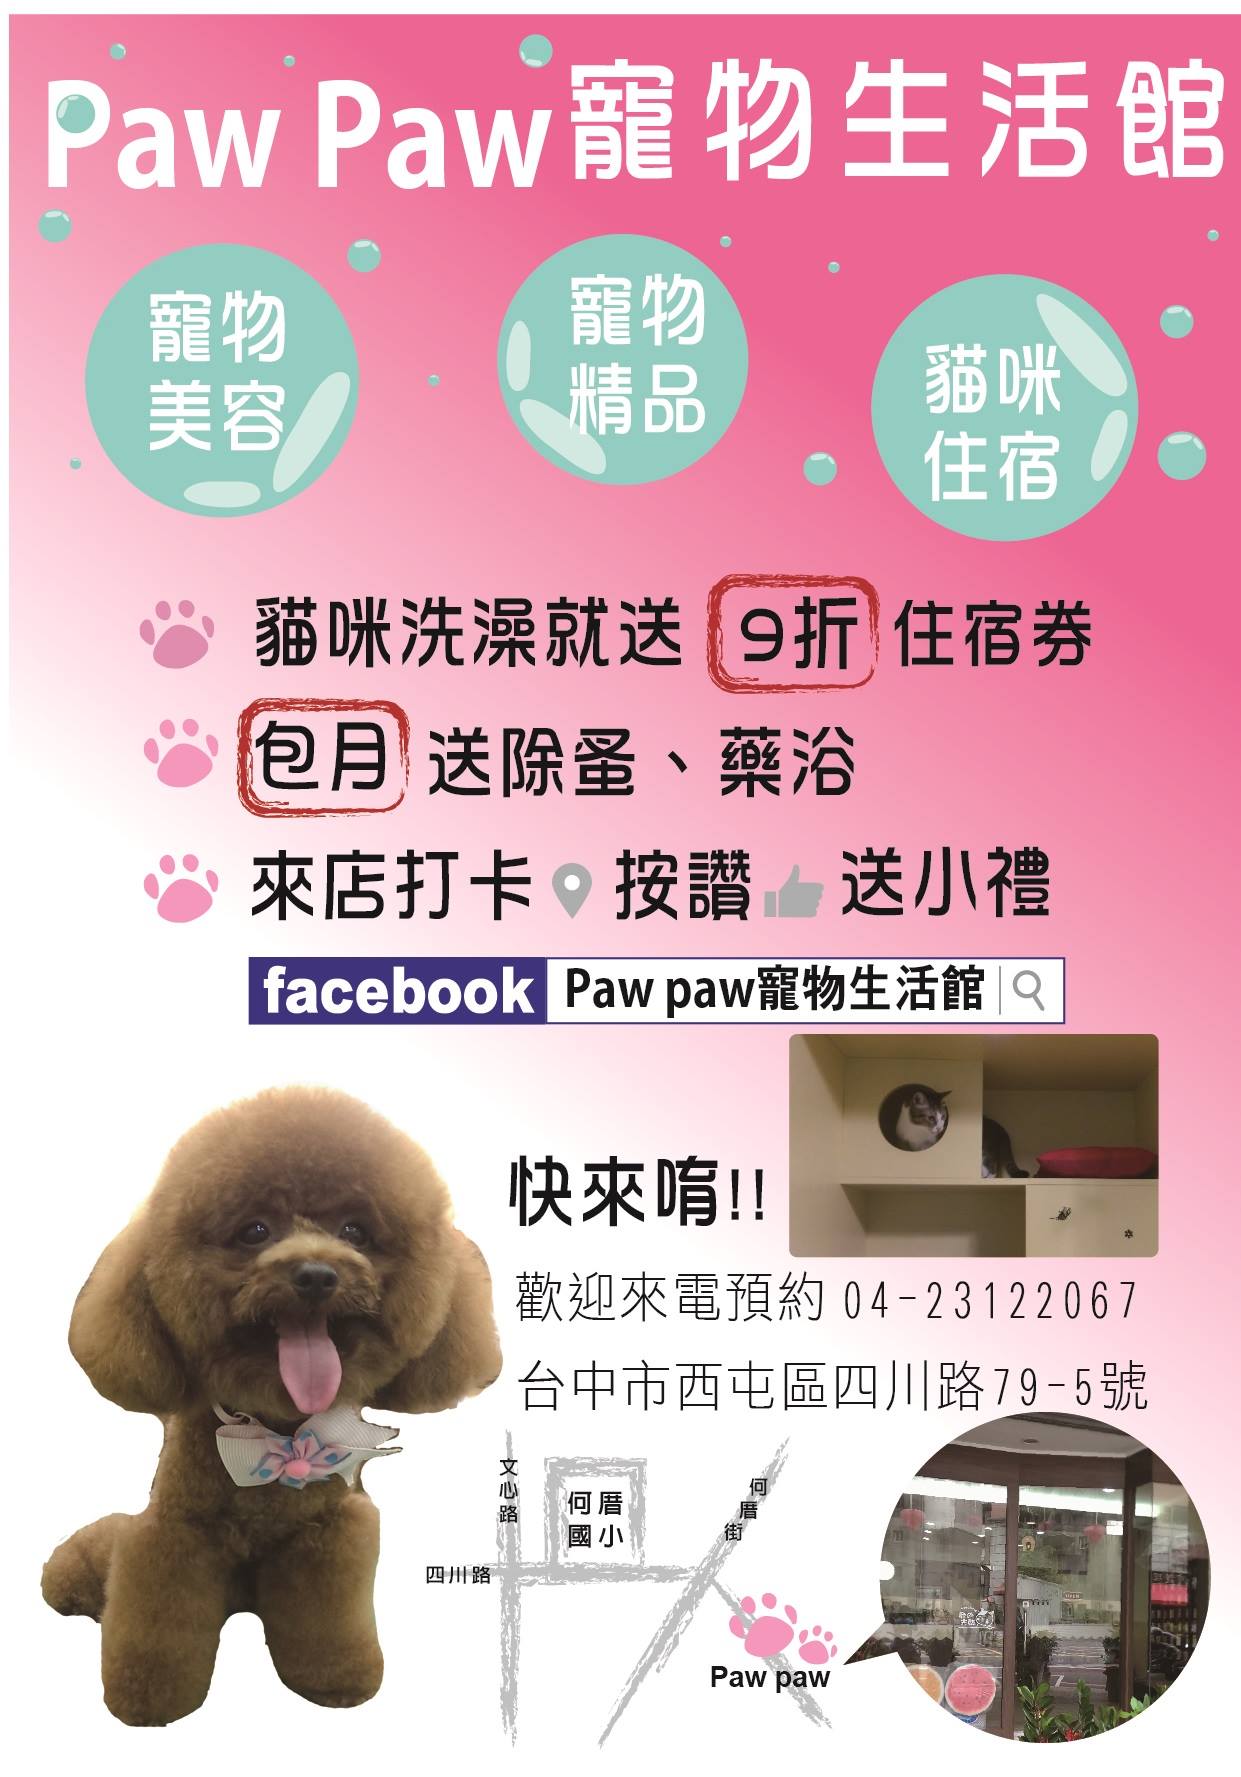 Paw Paw寵物生活館
寵物
美容
寵物
精品
貓咪
住宿
貓咪洗澡就送 9折 住宿券
包月 送除蚤、藥浴
來店打卡 按讚 送小禮
facebook Paw paw寵物生活館
快來唷!!
歡迎來電預約 04-23122067
台中市西屯區四川路79-5號
文心路
何厝
國小
何厝街
四川路
Paw paw